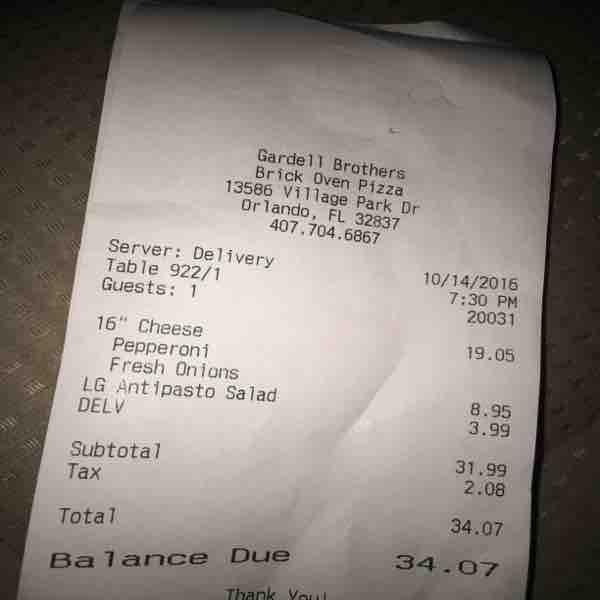 Gardell Brothers
Brick Oven Pizza
13586 Village Park Dr
Orlando, FL 32837
407.704.6867
Server: Delivery 10/14/2016
Table 922/1 7:30 PM
Guests: 1 20031
16" Cheese 19.05
Pepperoni
Fresh Onions
LG Antipasto Salad 8.95
DELV 3.99
Subtotal 31.99
Tax 2.08
Total 34.07
Balance Due 34.07
Thank You!